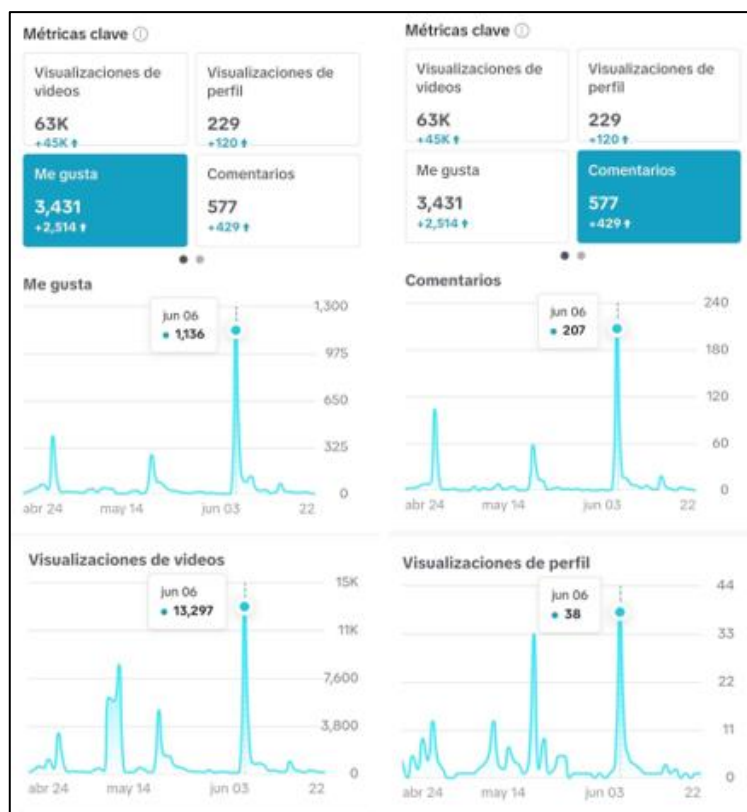 Métricas clave ⓘ
Visualizaciones de videos
63K
+45K ↑
Visualizaciones de perfil
229
+120 ↑
Me gusta
3,431
+2,514 ↑
Comentarios
577
+429 ↑
Me gusta
jun 06
1,136
1,300
975
650
325
0
abr 24 may 14 jun 03 22
Métricas clave ⓘ
Visualizaciones de videos
63K
+45K ↑
Visualizaciones de perfil
229
+120 ↑
Me gusta
3,431
+2,514 ↑
Comentarios
577
+429 ↑
Comentarios
jun 06
207
240
180
120
60
0
abr 24 may 14 jun 03 22
Visualizaciones de videos
jun 06
13,297
15K
11K
7,600
3,800
0
abr 24 may 14 jun 03 22
Visualizaciones de perfil
jun 06
38
44
33
22
11
0
abr 24 may 14 jun 03 22